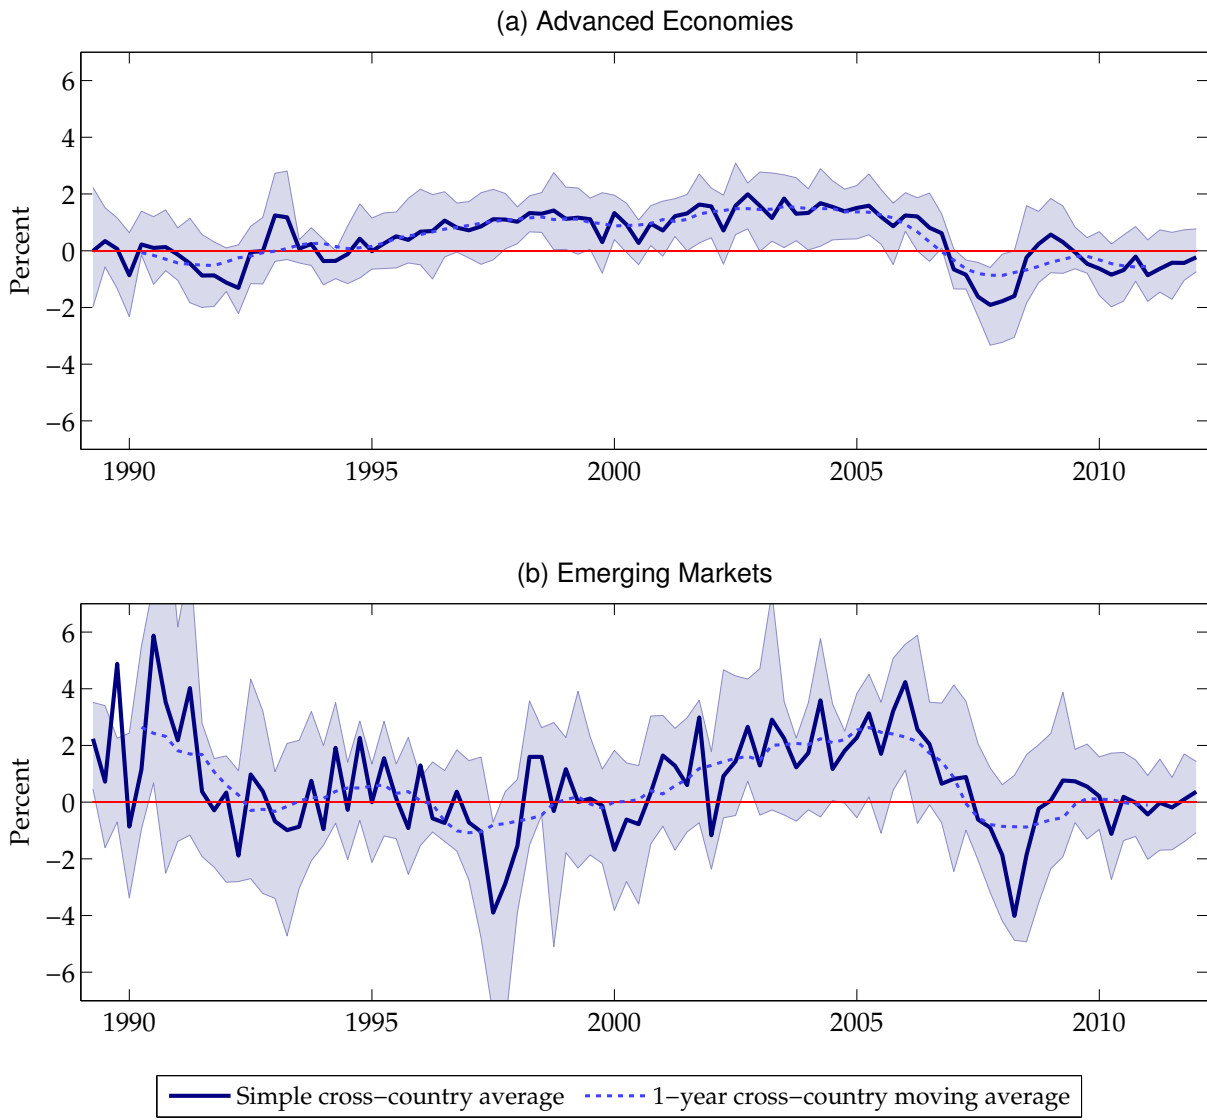 (a) Advanced Economies
6
4
2
0
−2
−4
−6
Percent
1990 1995 2000 2005 2010
(b) Emerging Markets
6
4
2
0
−2
−4
−6
Percent
1990 1995 2000 2005 2010
Simple cross−country average 1−year cross−country moving average